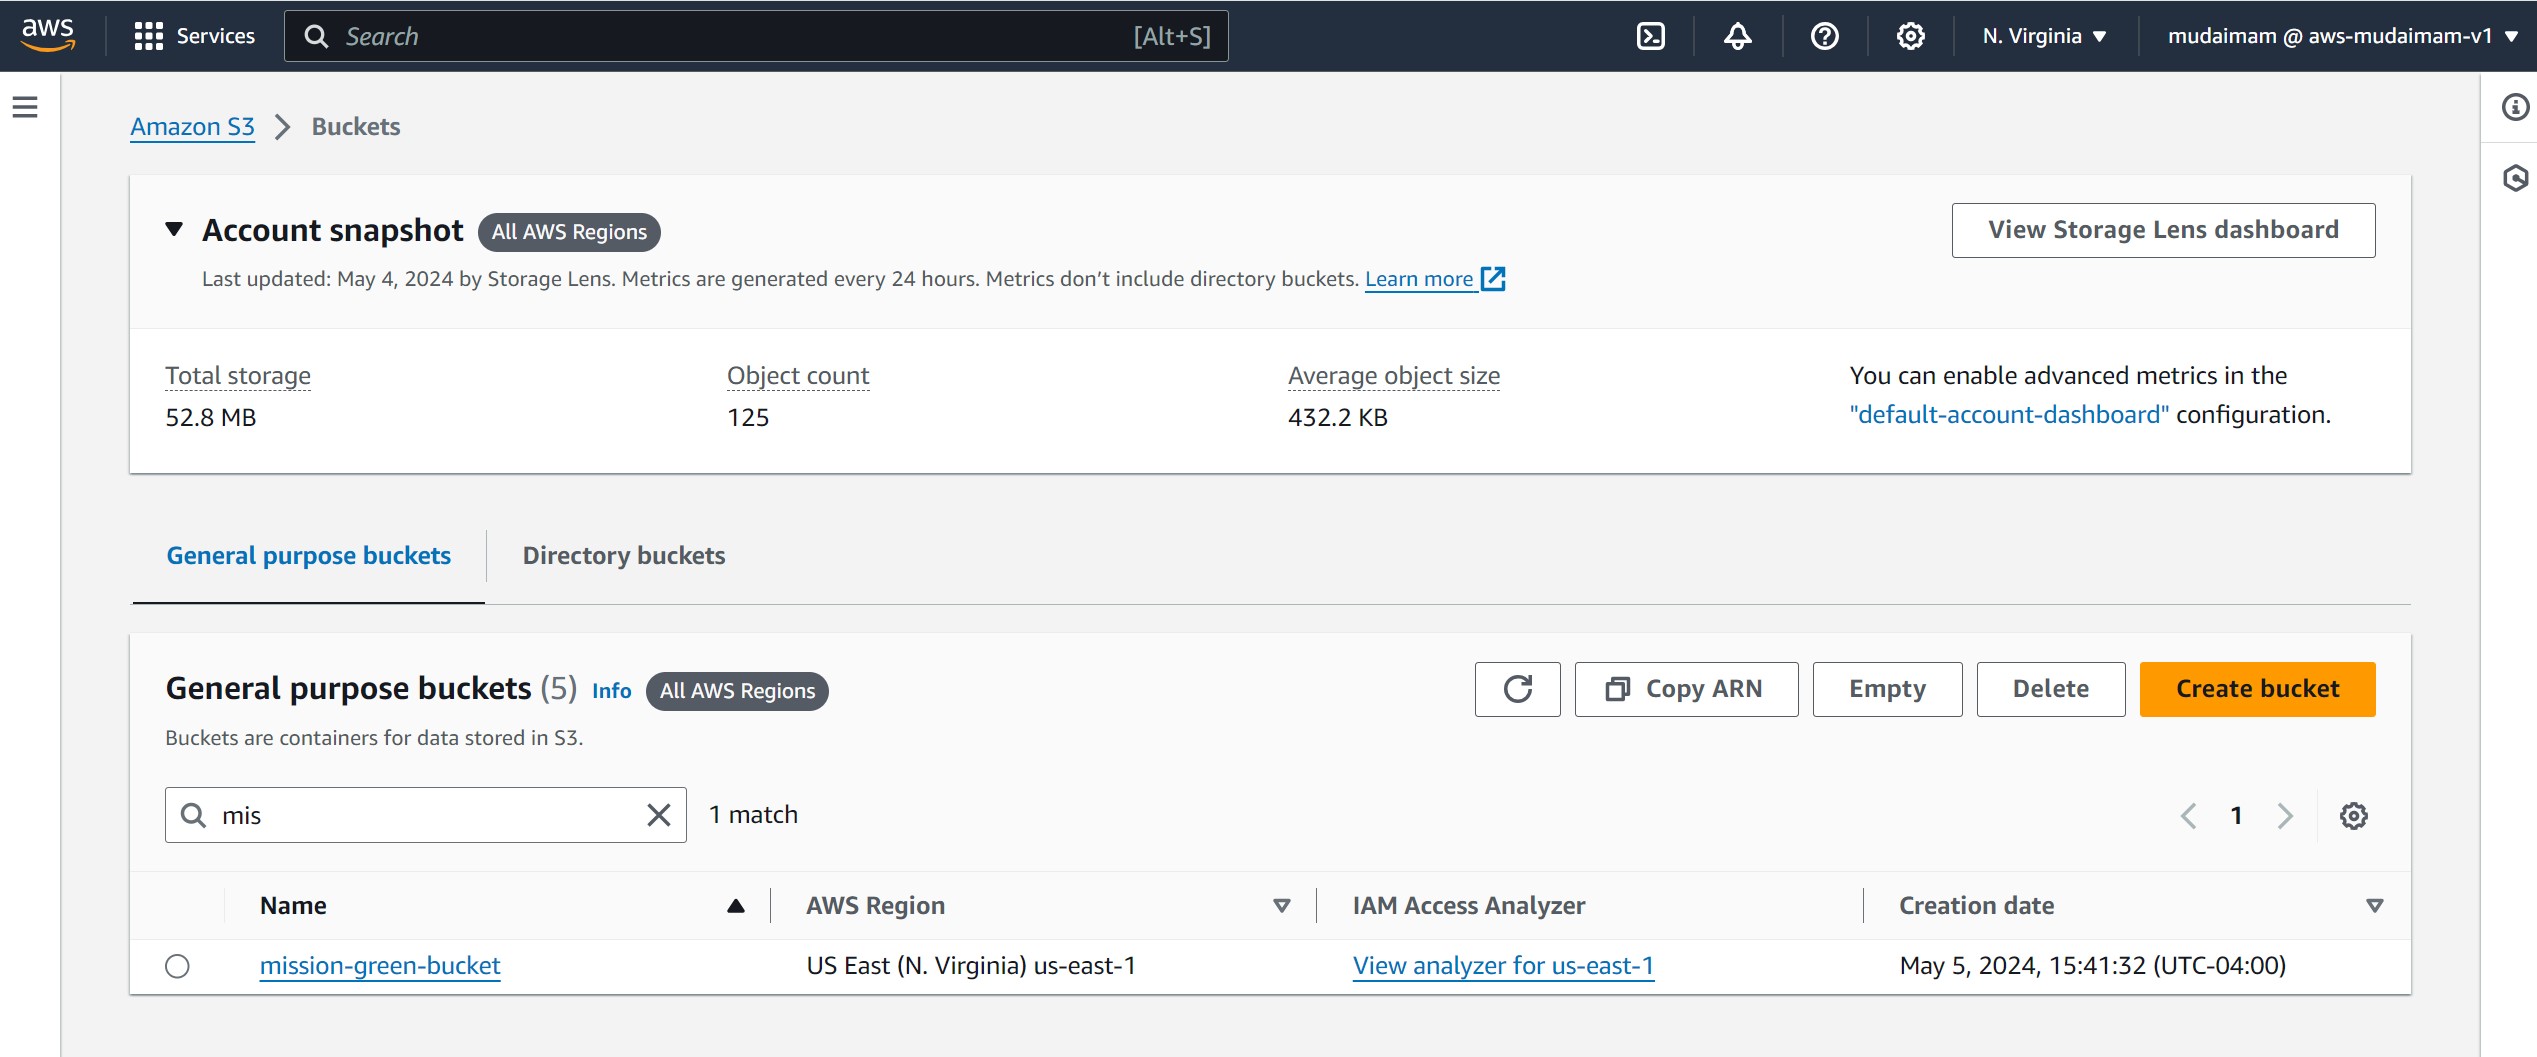 aws Services Search [Alt+S] N. Virginia mudaimam @ aws-mudaimam-v1
Amazon S3 Buckets
Account snapshot All AWS Regions View Storage Lens dashboard
Last updated: May 4, 2024 by Storage Lens. Metrics are generated every 24 hours. Metrics don’t include directory buckets. Learn more
Total storage Object count Average object size You can enable advanced metrics in the
52.8 MB 125 432.2 KB "default-account-dashboard" configuration.
General purpose buckets Directory buckets
General purpose buckets (5) Info All AWS Regions Copy ARN Empty Delete Create bucket
Buckets are containers for data stored in S3.
mis 1 match 1
Name AWS Region IAM Access Analyzer Creation date
mission-green-bucket US East (N. Virginia) us-east-1 View analyzer for us-east-1 May 5, 2024, 15:41:32 (UTC-04:00)